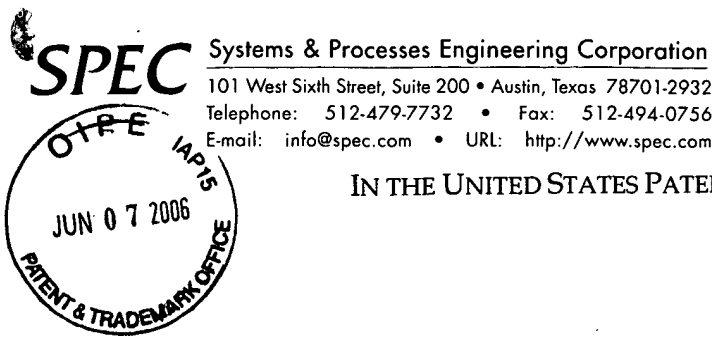 SPEC Systems & Processes Engineering Corporation
101 West Sixth Street, Suite 200 • Austin, Texas 78701-2932
Telephone: 512-479-7732 • Fax: 512-494-0756
E-mail: info@spec.com • URL: http://www.spec.com
OIPE IAP15
JUN 07 2006
PATENT & TRADEMARK OFFICE
IN THE UNITED STATES PATE